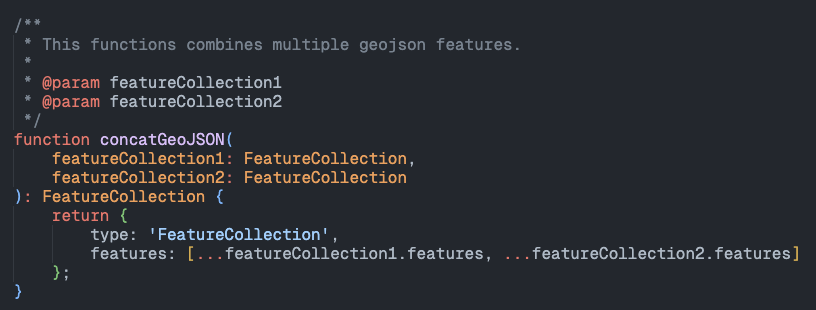 /**
 * This functions combines multiple geojson features.
 *
 * @param featureCollection1
 * @param featureCollection2
 */
function concatGeoJSON(
    featureCollection1: FeatureCollection,
    featureCollection2: FeatureCollection
): FeatureCollection {
    return {
        type: 'FeatureCollection',
        features: [...featureCollection1.features, ...featureCollection2.features]
    };
}